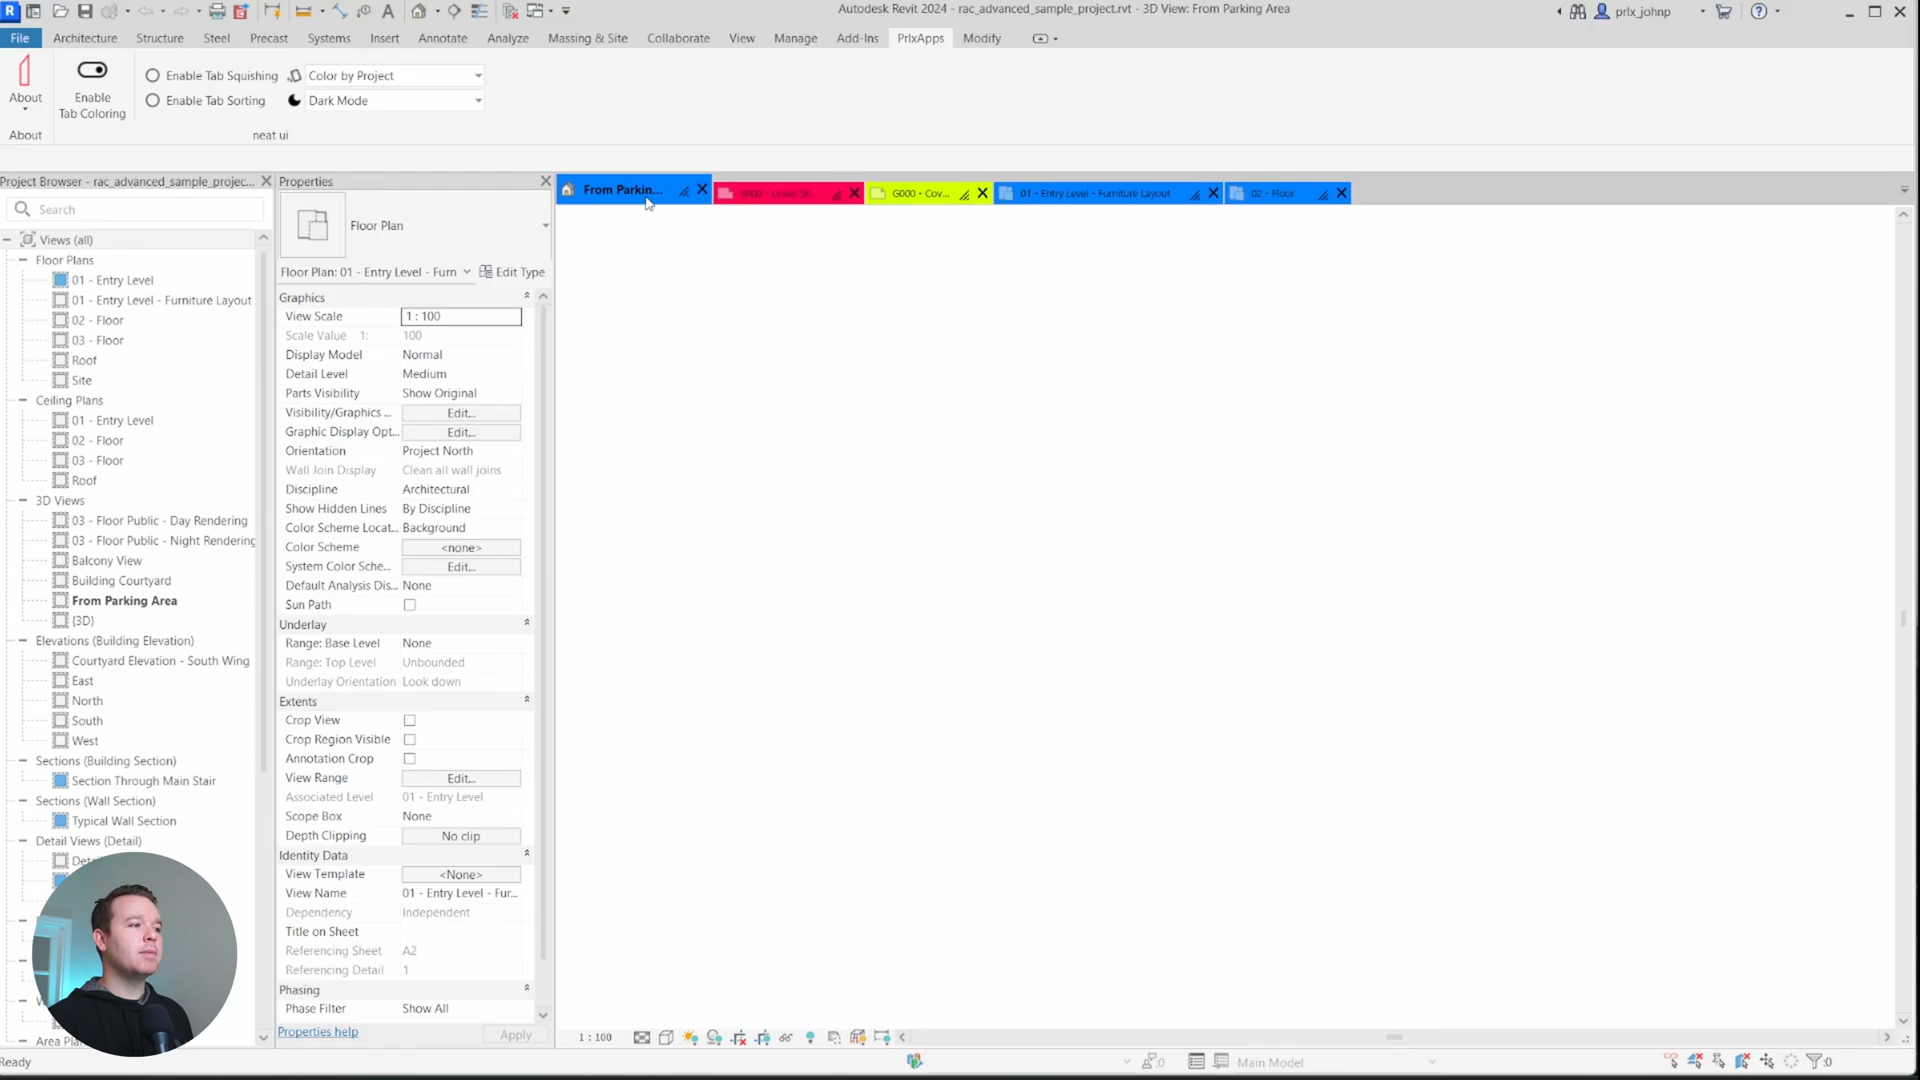 Autodesk Revit 2024 - rac_advanced_sample_project.rvt - 3D View: From Parking Area
prlx_johnp
File
Architecture
Structure
Steel
Precast
Systems
Insert
Annotate
Analyze
Massing & Site
Collaborate
View
Manage
Add-Ins
PrlxApps
Modify
About
Enable
Tab Coloring
Enable Tab Squishing
Color by Project
Enable Tab Sorting
Dark Mode
About
neat ui
Project Browser - rac_advanced_sample_projec...
Search
Views (all)
Floor Plans
01 - Entry Level
01 - Entry Level - Furniture Layout
02 - Floor
03 - Floor
Roof
Site
Ceiling Plans
01 - Entry Level
02 - Floor
03 - Floor
Roof
3D Views
03 - Floor Public - Day Rendering
03 - Floor Public - Night Rendering
Balcony View
Building Courtyard
From Parking Area
{3D}
Elevations (Building Elevation)
Courtyard Elevation - South Wing
East
North
South
West
Sections (Building Section)
Section Through Main Stair
Sections (Wall Section)
Typical Wall Section
Detail Views (Detail)
Area Pla
Ready
Properties
Floor Plan
Floor Plan: 01 - Entry Level - Furn
Edit Type
Graphics
View Scale 1 : 100
Scale Value 1: 100
Display Model Normal
Detail Level Medium
Parts Visibility Show Original
Visibility/Graphics ... Edit...
Graphic Display Opt... Edit...
Orientation Project North
Wall Join Display Clean all wall joins
Discipline Architectural
Show Hidden Lines By Discipline
Color Scheme Locat... Background
Color Scheme <none>
System Color Sche... Edit...
Default Analysis Dis... None
Sun Path
Underlay
Range: Base Level None
Range: Top Level Unbounded
Underlay Orientation Look down
Extents
Crop View
Crop Region Visible
Annotation Crop
View Range Edit...
Associated Level 01 - Entry Level
Scope Box None
Depth Clipping No clip
Identity Data
View Template <None>
View Name 01 - Entry Level - Fur...
Dependency Independent
Title on Sheet
Referencing Sheet A2
Referencing Detail 1
Phasing
Phase Filter Show All
Properties help
Apply
From Parkin...
G000 - Cov...
01 - Entry Level - Furniture Layout
02 - Floor
1 : 100
:0
Main Model
:0